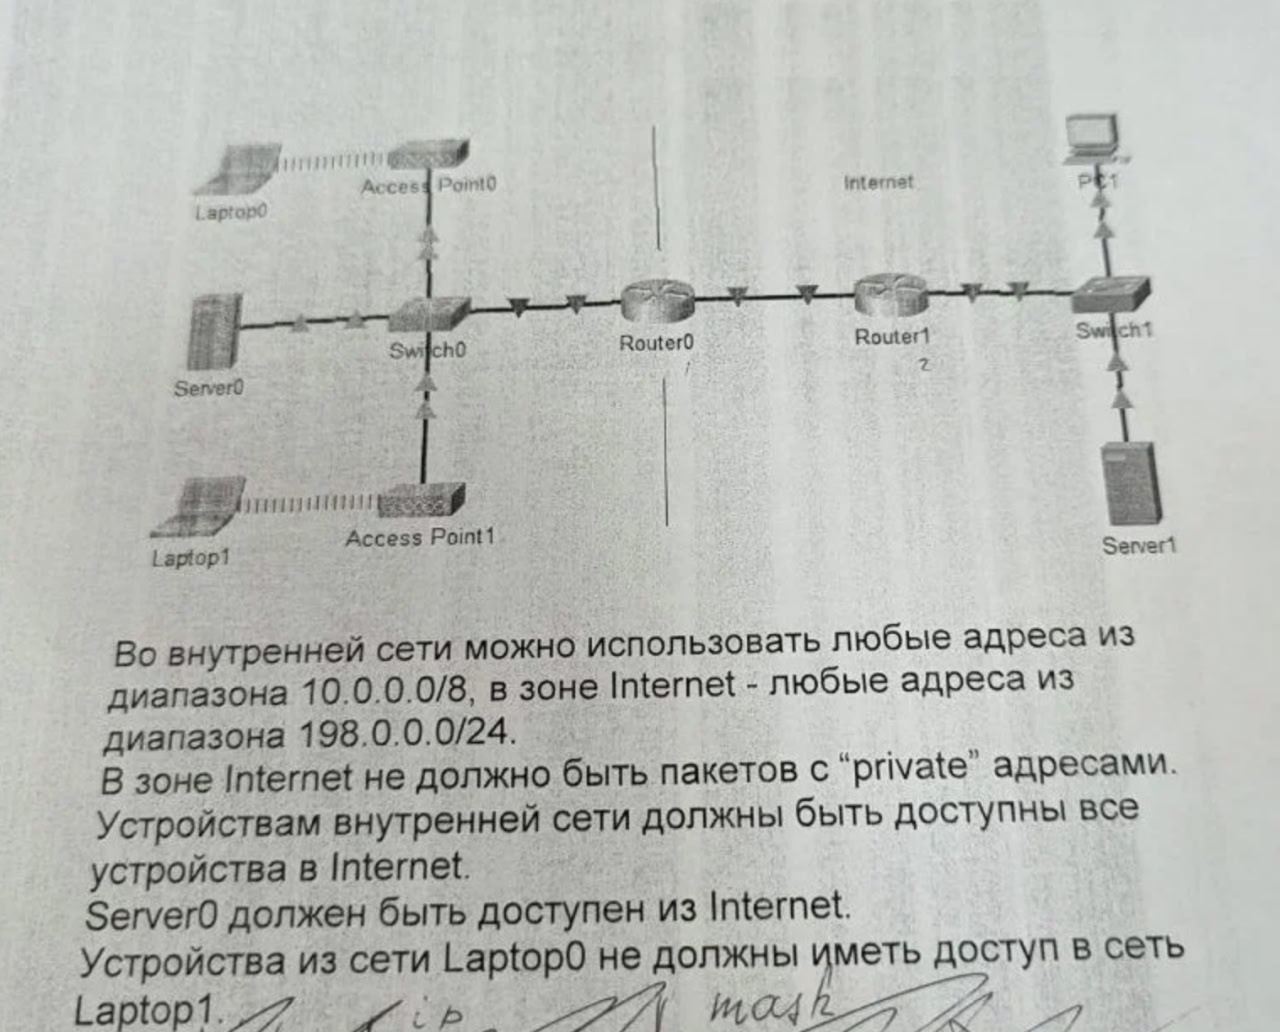 Access Point0
Laptop0
Internet
PC1
Server0
Switch0
Router0
Router1
2
Switch1
Laptop1
Access Point1
Server1
Во внутренней сети можно использовать любые адреса из
диапазона 10.0.0.0/8, в зоне Internet - любые адреса из
диапазона 198.0.0.0/24.
В зоне Internet не должно быть пакетов с “private” адресами.
Устройствам внутренней сети должны быть доступны все
устройства в Internet.
Server0 должен быть доступен из Internet.
Устройства из сети Laptop0 не должны иметь доступ в сеть
Laptop1.
ip mash